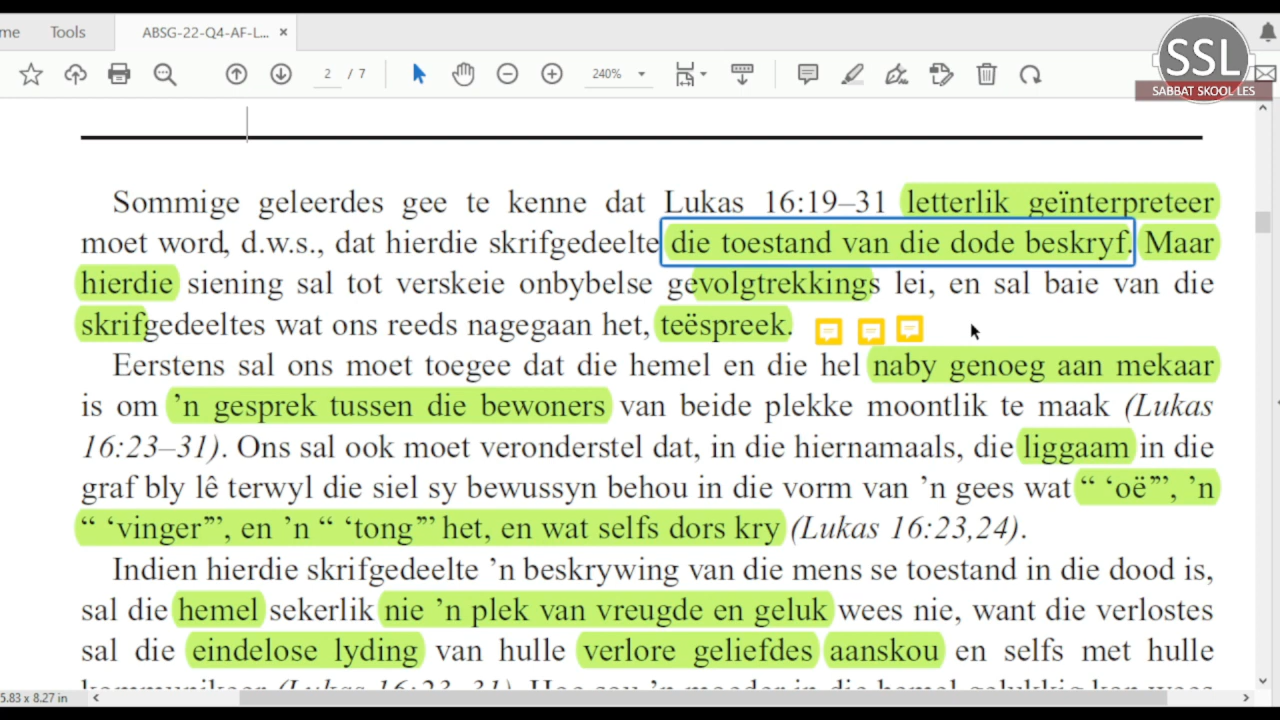 me Tools ABSG-22-Q4-AF-L... ×
2 / 7 240%
SSL
SABBAT SKOOL LES
Sommige geleerdes gee te kenne dat Lukas 16:19–31 letterlik geïnterpreteer
moet word, d.w.s., dat hierdie skrifgedeelte die toestand van die dode beskryf. Maar
hierdie siening sal tot verskeie onbybelse gevolgtrekkings lei, en sal baie van die
skrifgedeeltes wat ons reeds nagegaan het, teëspreek.
Eerstens sal ons moet toegee dat die hemel en die hel naby genoeg aan mekaar
is om ’n gesprek tussen die bewoners van beide plekke moontlik te maak (Lukas
16:23–31). Ons sal ook moet veronderstel dat, in die hiernamaals, die liggaam in die
graf bly lê terwyl die siel sy bewussyn behou in die vorm van ’n gees wat “ ‘oë’”, ’n
“ ‘vinger’”, en ’n “ ‘tong’” het, en wat selfs dors kry (Lukas 16:23,24).
Indien hierdie skrifgedeelte ’n beskrywing van die mens se toestand in die dood is,
sal die hemel sekerlik nie ’n plek van vreugde en geluk wees nie, want die verlostes
sal die eindelose lyding van hulle verlore geliefdes aanskou en selfs met hulle
5.83 x 8.27 in